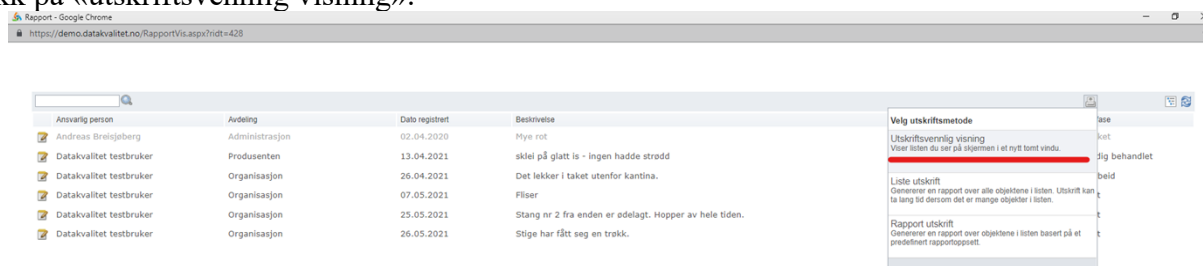 på «utskriftsvennlig visning».
Rapport - Google Chrome
https://demo.datakvalitet.no/RapportVis.aspx?ridt=428
Ansvarlig person Avdeling Dato registrert Beskrivelse
Andreas Breisjøberg Administrasjon 02.04.2020 Mye rot
Datakvalitet testbruker Produsenten 13.04.2021 sklei på glatt is - ingen hadde strødd
Datakvalitet testbruker Organisasjon 26.04.2021 Det lekker i taket utenfor kantina.
Datakvalitet testbruker Organisasjon 07.05.2021 Fliser
Datakvalitet testbruker Organisasjon 25.05.2021 Stang nr 2 fra enden er ødelagt. Hopper av hele tiden.
Datakvalitet testbruker Organisasjon 26.05.2021 Stige har fått seg en trøkk.
Velg utskriftsmetode
Utskriftsvennlig visning
Viser listen du ser på skjermen i et nytt tomt vindu.
Liste utskrift
Genererer en rapport over alle objektene i listen. Utskrift kan
ta lang tid dersom det er mange objekter i listen.
Rapport utskrift
Genererer en rapport over objektene i listen basert på et
predefinert rapportoppsett.
behandlet